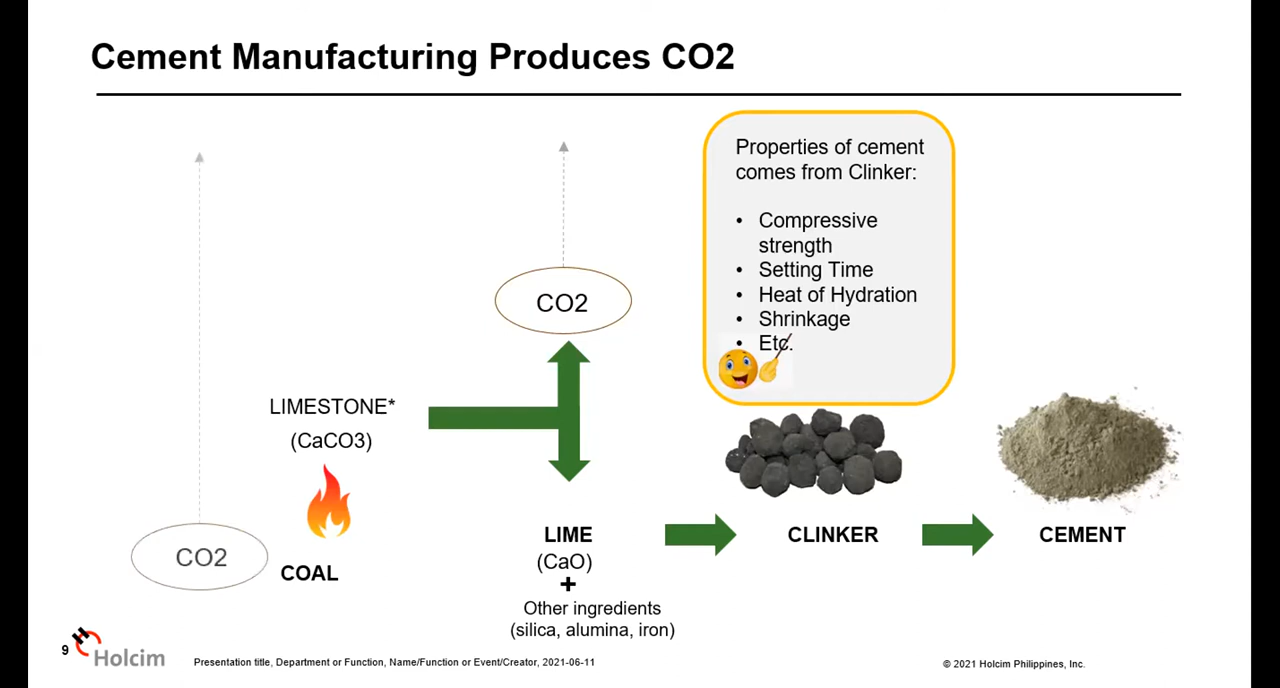 Cement Manufacturing Produces CO2
Properties of cement
comes from Clinker:
• Compressive
strength
• Setting Time
• Heat of Hydration
• Shrinkage
• Etc.
CO2
LIMESTONE*
(CaCO3)
CO2
COAL
LIME
(CaO)
+
Other ingredients
(silica, alumina, iron)
CLINKER
CEMENT
9
H
Holcim
Presentation title, Department or Function, Name/Function or Event/Creator, 2021-06-11
© 2021 Holcim Philippines, Inc.